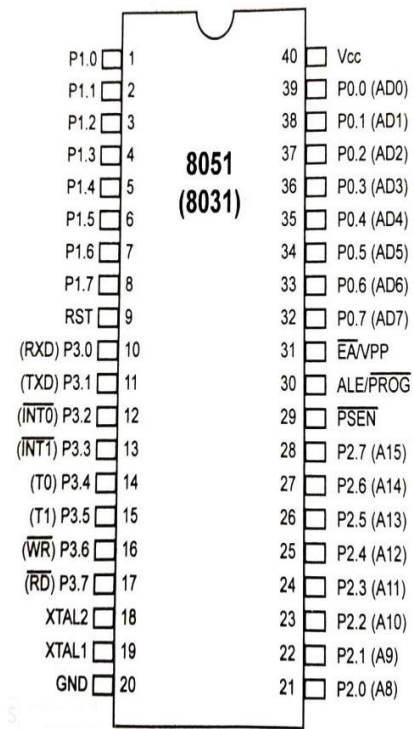 P1.0 1 40 Vcc
P1.1 2 39 P0.0 (AD0)
P1.2 3 38 P0.1 (AD1)
P1.3 4 37 P0.2 (AD2)
8051
P1.4 5 36 P0.3 (AD3)
(8031)
P1.5 6 35 P0.4 (AD4)
P1.6 7 34 P0.5 (AD5)
P1.7 8 33 P0.6 (AD6)
RST 9 32 P0.7 (AD7)
(RXD) P3.0 10 31 E̅A̅/VPP
(TXD) P3.1 11 30 ALE/P̅R̅O̅G̅
(I̅N̅T̅0̅) P3.2 12 29 P̅S̅E̅N̅
(I̅N̅T̅1̅) P3.3 13 28 P2.7 (A15)
(T0) P3.4 14 27 P2.6 (A14)
(T1) P3.5 15 26 P2.5 (A13)
(W̅R̅) P3.6 16 25 P2.4 (A12)
(R̅D̅) P3.7 17 24 P2.3 (A11)
XTAL2 18 23 P2.2 (A10)
XTAL1 19 22 P2.1 (A9)
GND 20 21 P2.0 (A8)